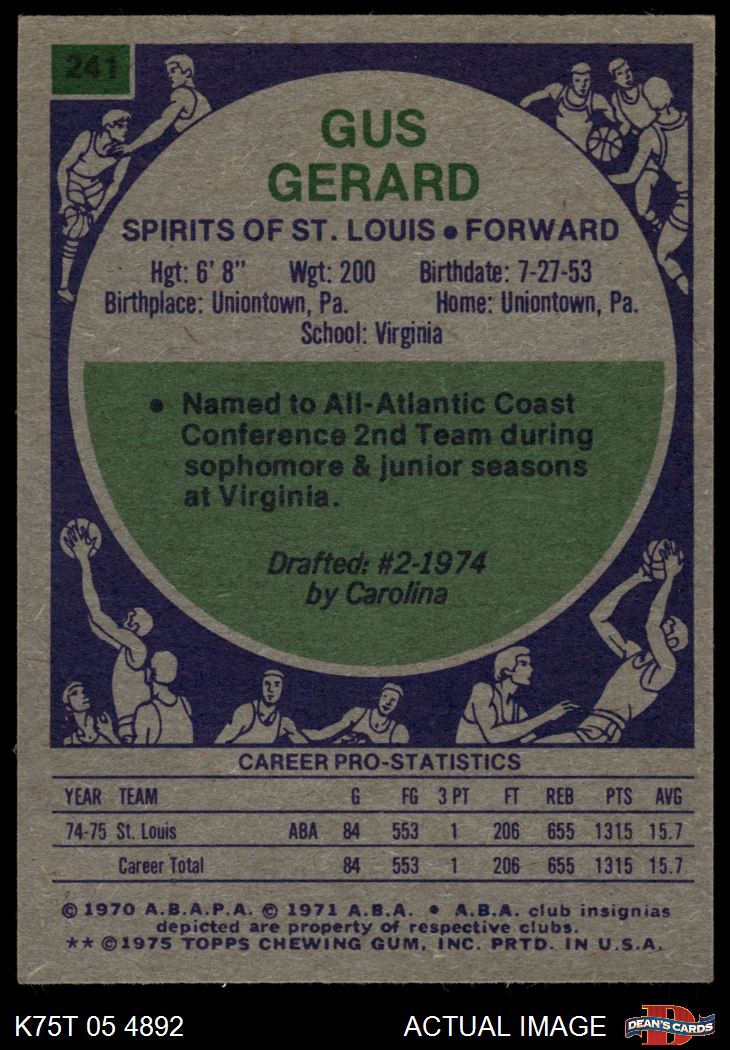 241
GUS
GERARD
SPIRITS OF ST. LOUIS • FORWARD
Hgt: 6' 8" Wgt: 200 Birthdate: 7-27-53
Birthplace: Uniontown, Pa. Home: Uniontown, Pa.
School: Virginia
• Named to All-Atlantic Coast
Conference 2nd Team during
sophomore & junior seasons
at Virginia.
Drafted: #2-1974
by Carolina
CAREER PRO-STATISTICS
YEAR TEAM G FG 3 PT FT REB PTS AVG
74-75 St. Louis ABA 84 553 1 206 655 1315 15.7
Career Total 84 553 1 206 655 1315 15.7
© 1970 A.B.A.P.A. © 1971 A.B.A. • A.B.A. club insignias
depicted are property of respective clubs.
** © 1975 TOPPS CHEWING GUM, INC. PRTD. IN U.S.A.
K75T 05 4892 ACTUAL IMAGE D DEAN'S CARDS